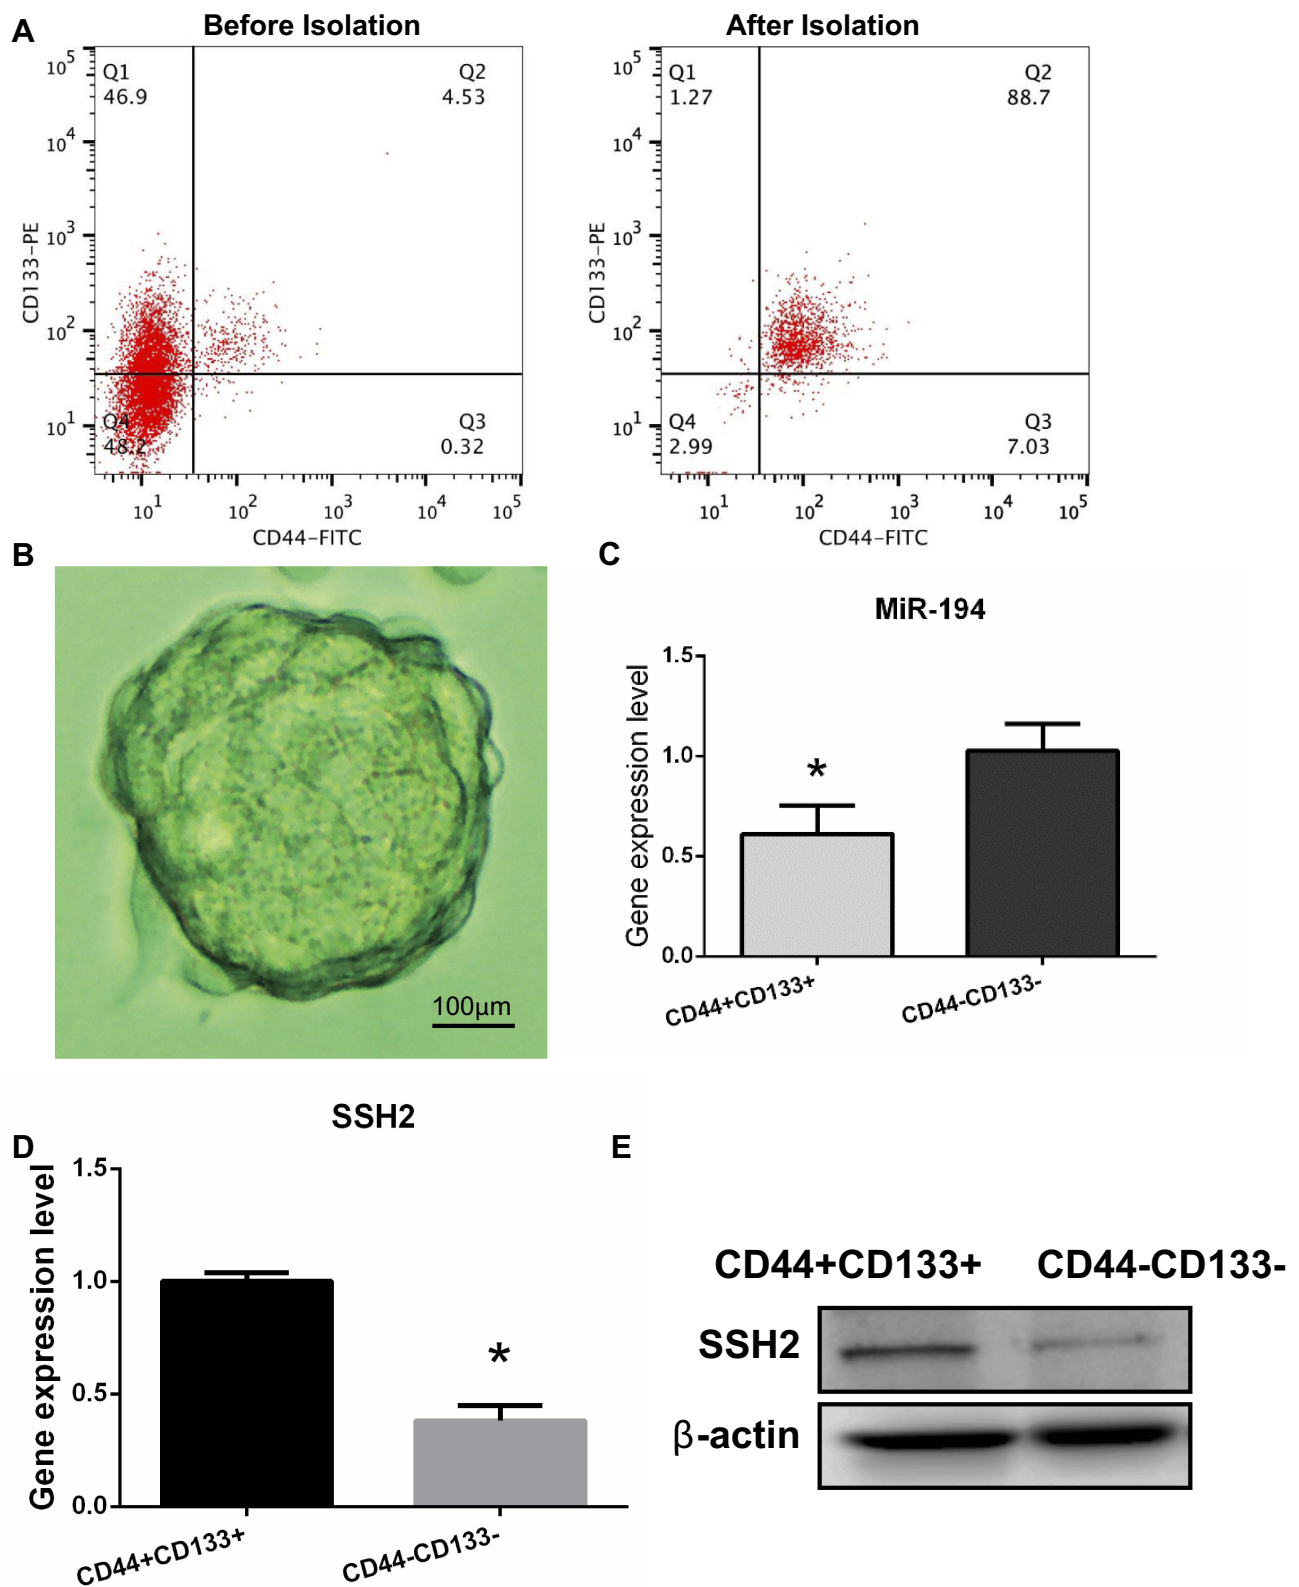 A
Before Isolation
After Isolation
10^5
10^4
10^3
10^2
10^1
CD133-PE
Q1
46.9
Q2
4.53
Q4
48.2
Q3
0.32
10^1
10^2
10^3
10^4
10^5
CD44-FITC
10^5
10^4
10^3
10^2
10^1
CD133-PE
Q1
1.27
Q2
88.7
Q4
2.99
Q3
7.03
10^1
10^2
10^3
10^4
10^5
CD44-FITC
B
100μm
C
MiR-194
Gene expression level
1.5
1.0
0.5
0.0
*
CD44+CD133+
CD44-CD133-
D
SSH2
Gene expression level
1.5
1.0
0.5
0.0
*
CD44+CD133+
CD44-CD133-
E
CD44+CD133+
CD44-CD133-
SSH2
β-actin